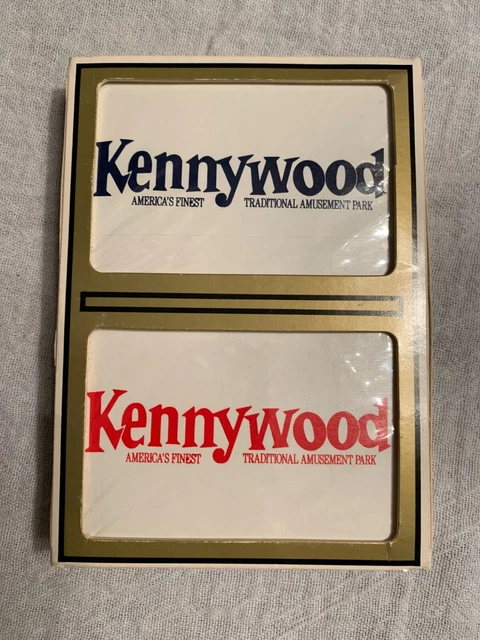 Kennywood
AMERICA'S FINEST TRADITIONAL AMUSEMENT PARK
Kennywood
AMERICA'S FINEST TRADITIONAL AMUSEMENT PARK